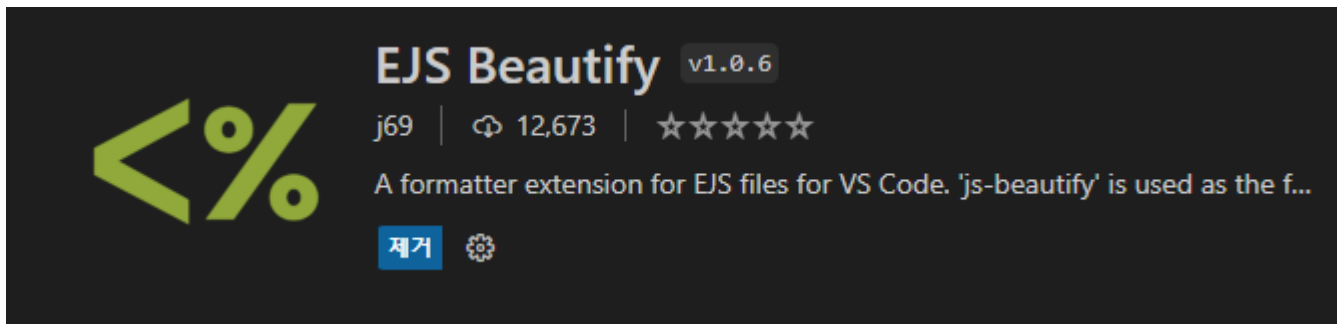 <%
EJS Beautify v1.0.6
j69 12,673
A formatter extension for EJS files for VS Code. 'js-beautify' is used as the f...
제거